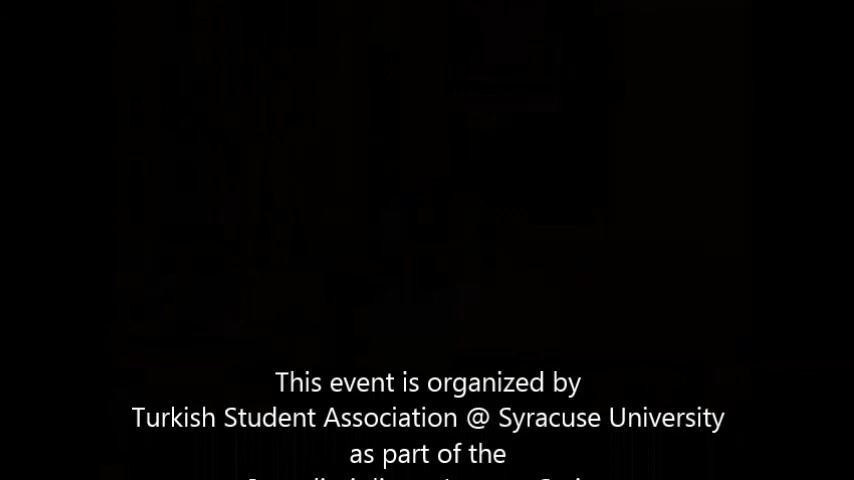 This event is organized by
Turkish Student Association @ Syracuse University
as part of the